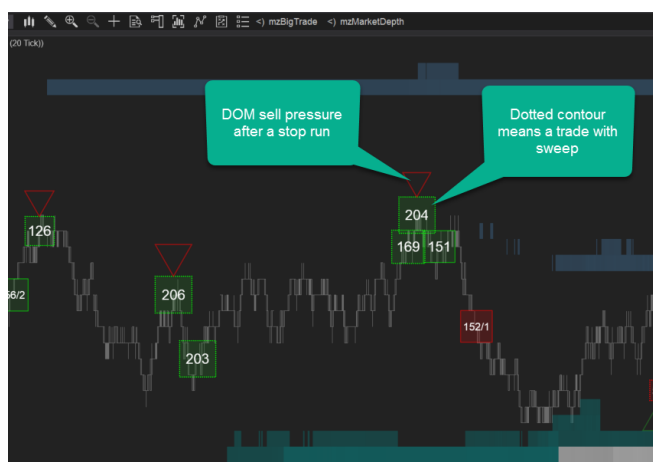 <) mzBigTrade <) mzMarketDepth
(20 Tick))
DOM sell pressure
after a stop run
Dotted contour
means a trade with
sweep
126
204
169 151
206
152/1
203